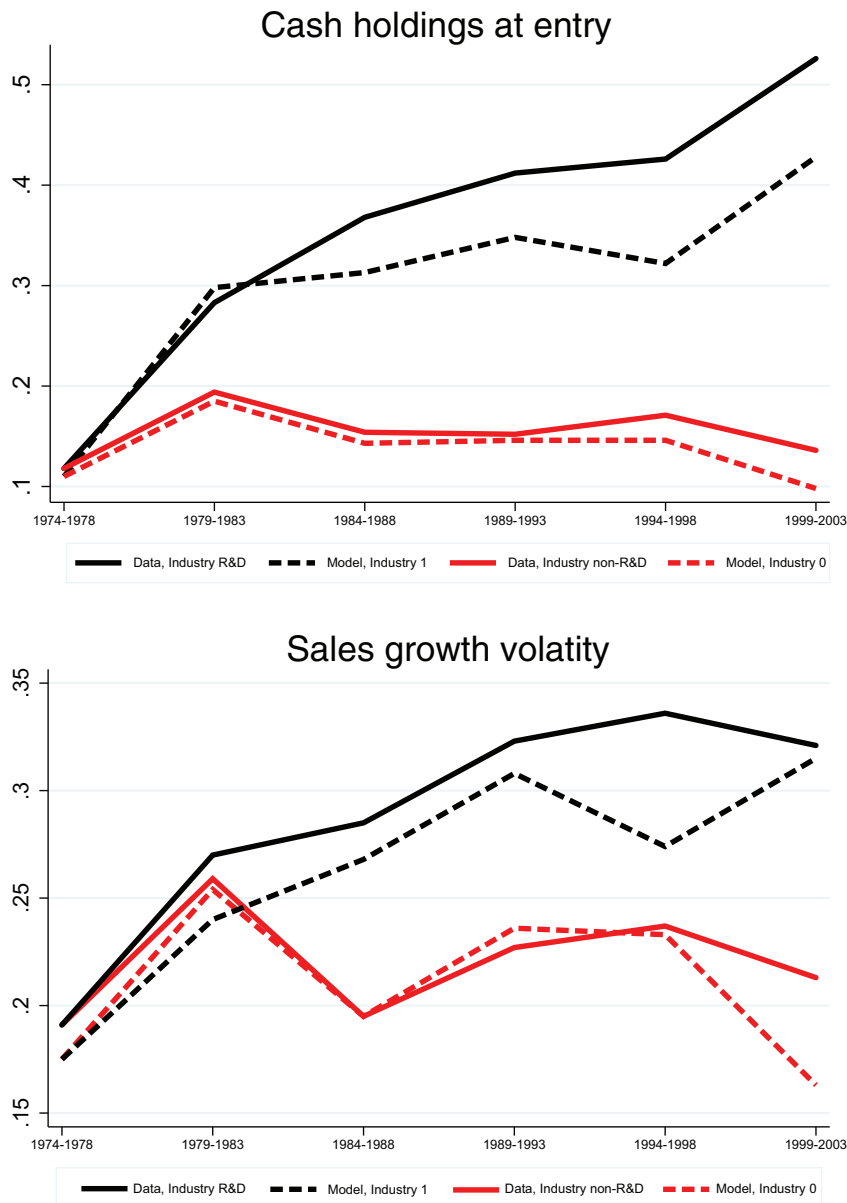 Cash holdings at entry
.5
.4
.3
.2
.1
1974-1978 1979-1983 1984-1988 1989-1993 1994-1998 1999-2003
Data, Industry R&D Model, Industry 1 Data, Industry non-R&D Model, Industry 0
Sales growth volatity
.35
.3
.25
.2
.15
1974-1978 1979-1983 1984-1988 1989-1993 1994-1998 1999-2003
Data, Industry R&D Model, Industry 1 Data, Industry non-R&D Model, Industry 0